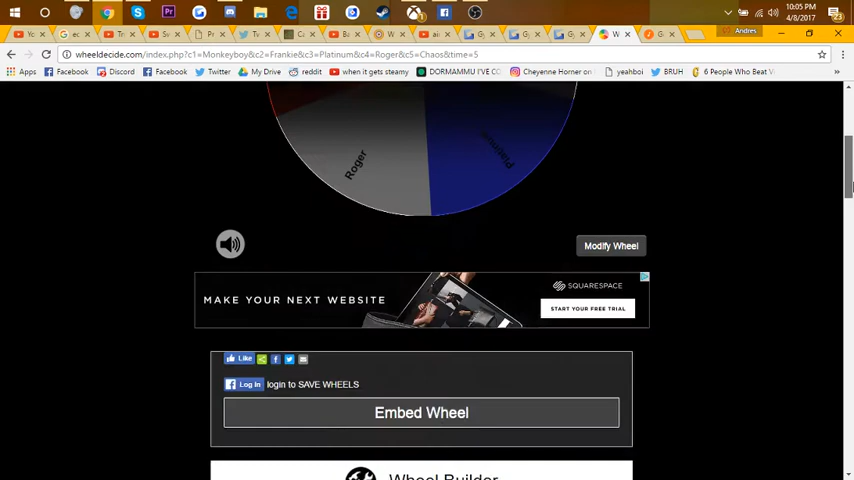 10:05 PM
4/8/2017
23
Andres
wheeldecide.com/index.php?c1=Monkeyboy&c2=Frankie&c3=Platinum&c4=Roger&c5=Chaos&time=5
Apps Facebook Discord Facebook Twitter My Drive reddit when it gets steamy DORMAMMU I'VE CO Cheyenne Horner on yeahboi BRUH 6 People Who Beat V
Platinum
Roger
Modify Wheel
MAKE YOUR NEXT WEBSITE
SQUARESPACE
START YOUR FREE TRIAL
Like
Log In login to SAVE WHEELS
Embed Wheel
Wheel Builder